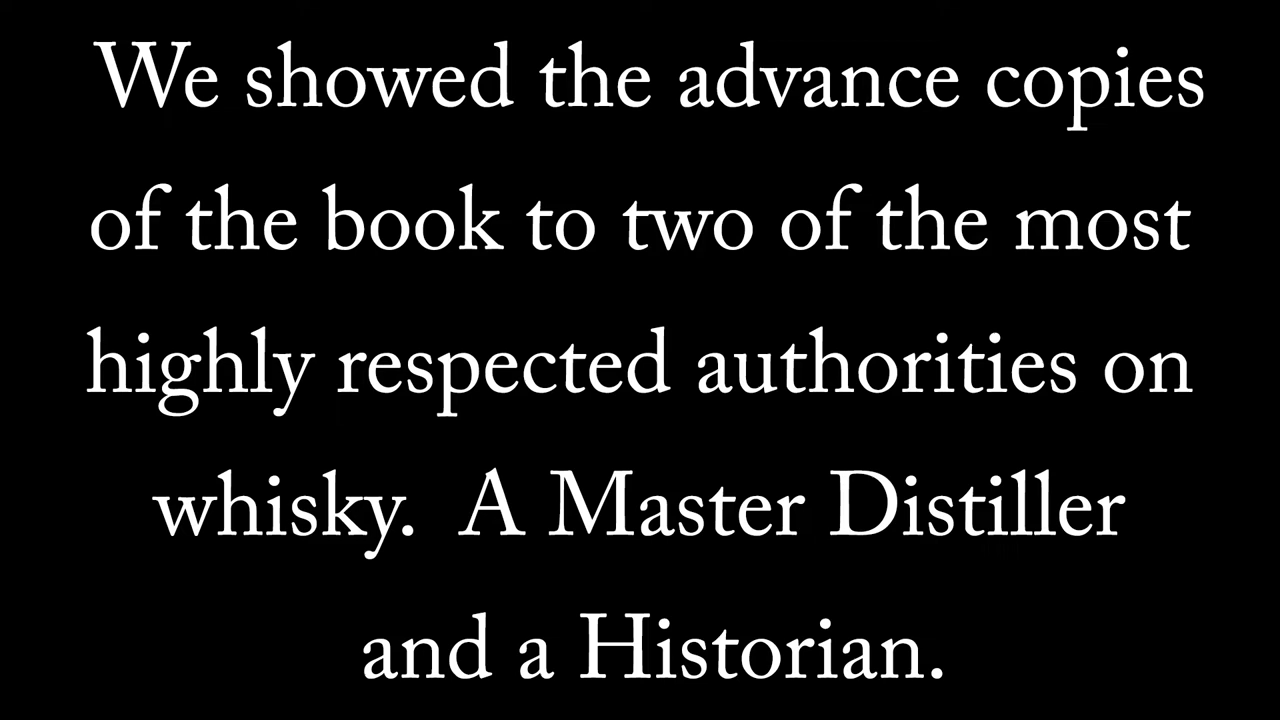 We showed the advance copies
of the book to two of the most
highly respected authorities on
whisky.  A Master Distiller
and a Historian.